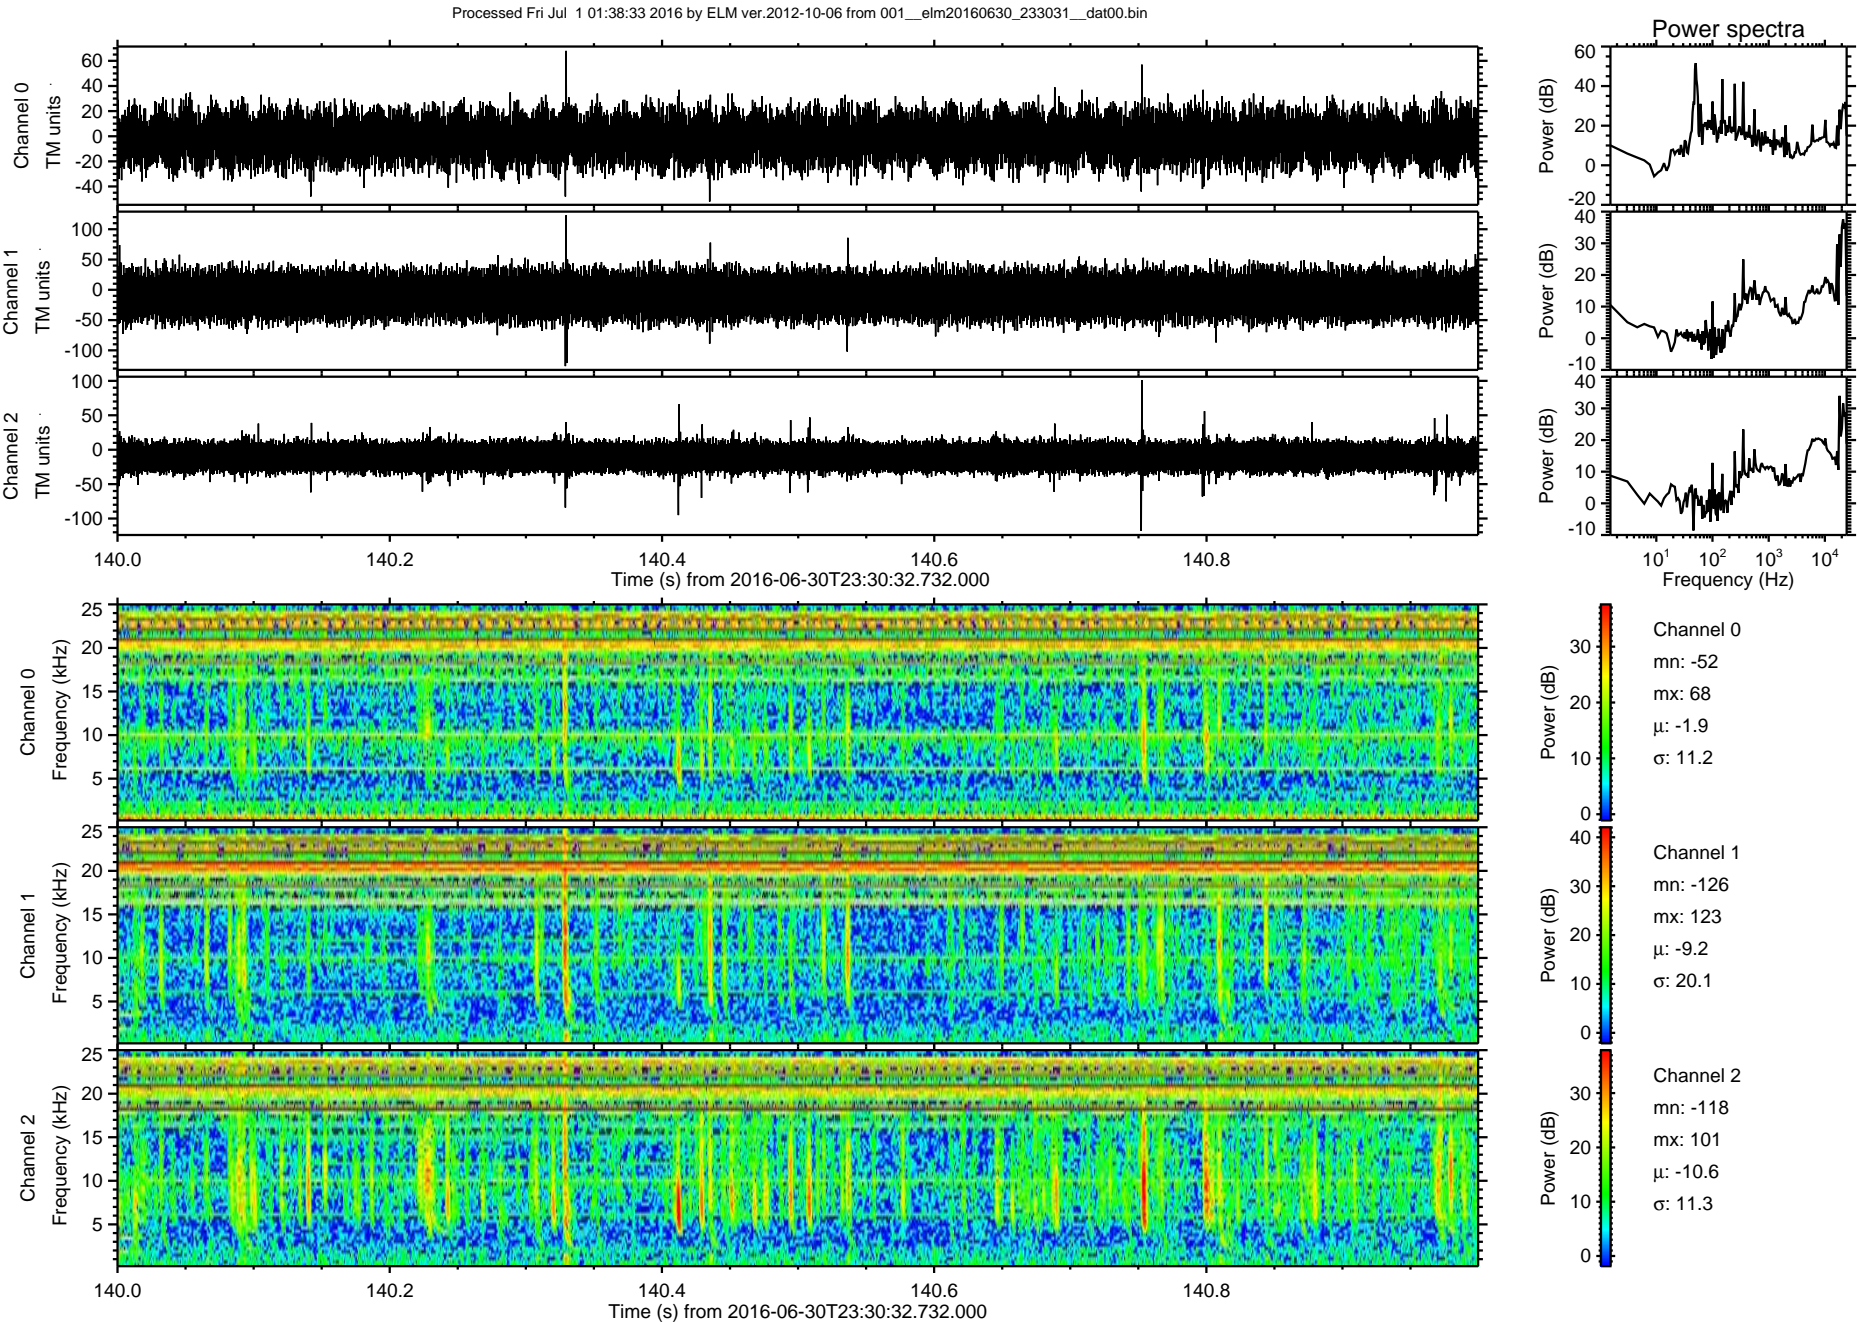 Processed Fri Jul  1 01:38:33 2016 by ELM ver.2012-10-06 from 001__elm20160630_233031__dat00.bin
Power spectra
Channel 0
TM units
60
40
20
0
-20
-40
Power (dB)
60
40
20
0
-20
Channel 1
TM units
100
50
0
-50
-100
Power (dB)
40
30
20
10
0
-10
Channel 2
TM units
100
50
0
-50
-100
Power (dB)
40
30
20
10
0
-10
140.0 140.2 140.4 140.6 140.8
Time (s) from 2016-06-30T23:30:32.732.000
10^1 10^2 10^3 10^4
Frequency (Hz)
Channel 0
Frequency (kHz)
25
20
15
10
5
Power (dB)
30
20
10
0
Channel 0
mn: -52
mx: 68
μ: -1.9
σ: 11.2
Channel 1
Frequency (kHz)
25
20
15
10
5
Power (dB)
40
30
20
10
0
Channel 1
mn: -126
mx: 123
μ: -9.2
σ: 20.1
Channel 2
Frequency (kHz)
25
20
15
10
5
Power (dB)
30
20
10
0
Channel 2
mn: -118
mx: 101
μ: -10.6
σ: 11.3
140.0 140.2 140.4 140.6 140.8
Time (s) from 2016-06-30T23:30:32.732.000